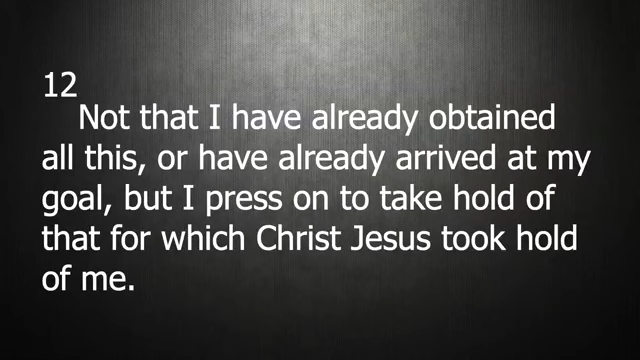 12
Not that I have already obtained
all this, or have already arrived at my
goal, but I press on to take hold of
that for which Christ Jesus took hold
of me.